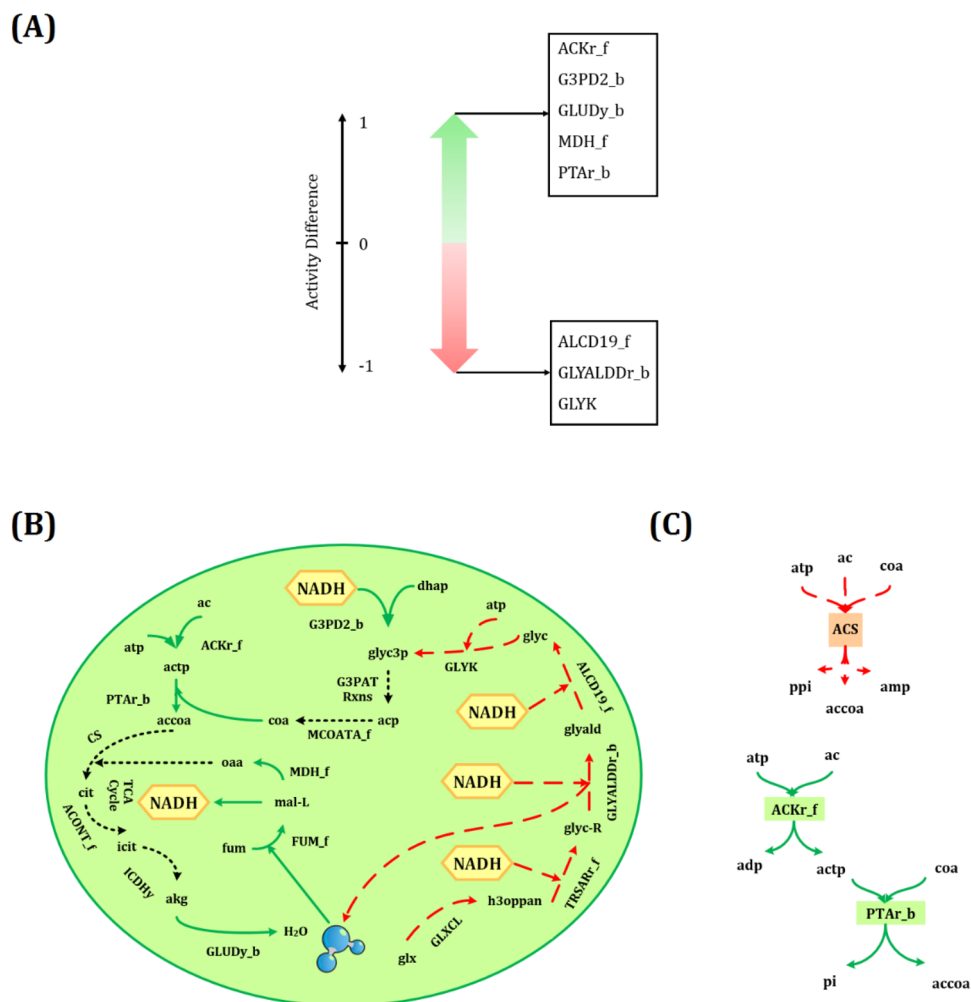 (A)
Activity Difference
1
0
-1
ACKr_f
G3PD2_b
GLUDy_b
MDH_f
PTAr_b
ALCD19_f
GLYALDDr_b
GLYK
(B)
NADH
dhap
ac
atp
ACKr_f
G3PD2_b
atp
glyc
actp
glyc3p
GLYK
PTAr_b
G3PAT
Rxns
ALCD19_f
NADH
accoa
coa
acp
MCOATA_f
glyald
CS
oaa
MDH_f
GLYALDDr_b
NADH
cit
TCA
Cycle
NADH
mal-L
glyc-R
ACONT_f
icit
fum
FUM_f
NADH
TRSARr_f
ICDHy
akg
h3oppan
GLXCL
H2O
GLUDy_b
glx
(C)
ac
atp
coa
ACS
ppi
amp
accoa
atp
ac
ACKr_f
adp
actp
coa
PTAr_b
pi
accoa